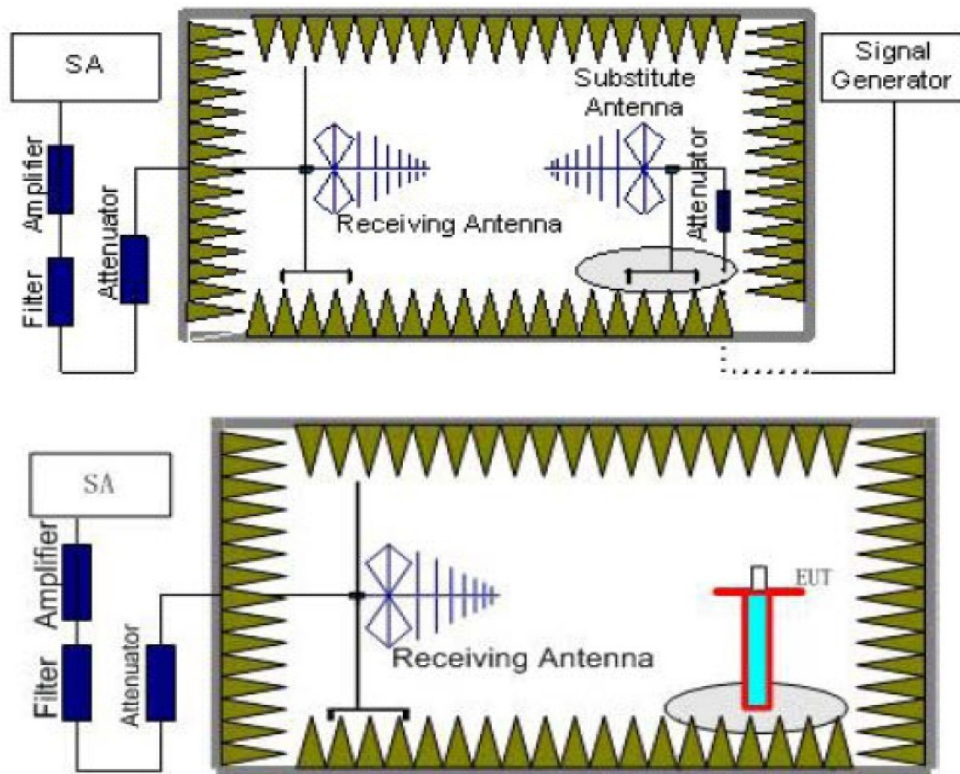 SA
Amplifier
Filter
Attenuator
Receiving Antenna
Substitute
Antenna
Attenuator
Signal
Generator
SA
Amplifier
Filter
Attenuator
Receiving Antenna
EUT